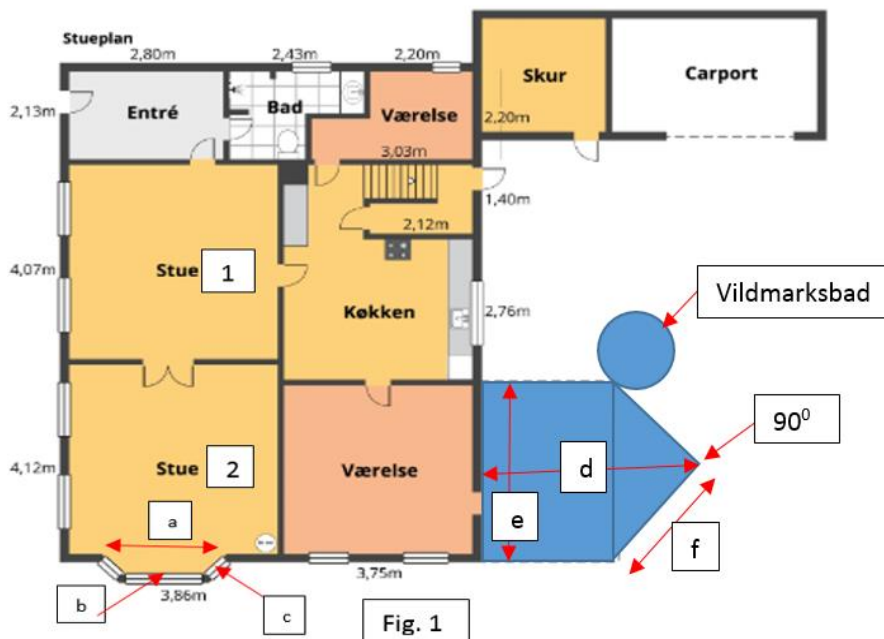 Stueplan
2,80m
2,43m
2,20m
Skur
Carport
2,13m
Entré
Bad
Værelse
2,20m
3,03m
1,40m
2,12m
4,07m
Stue
1
Køkken
2,76m
Vildmarksbad
90⁰
4,12m
Stue
2
Værelse
d
e
f
a
b
3,86m
c
3,75m
Fig. 1